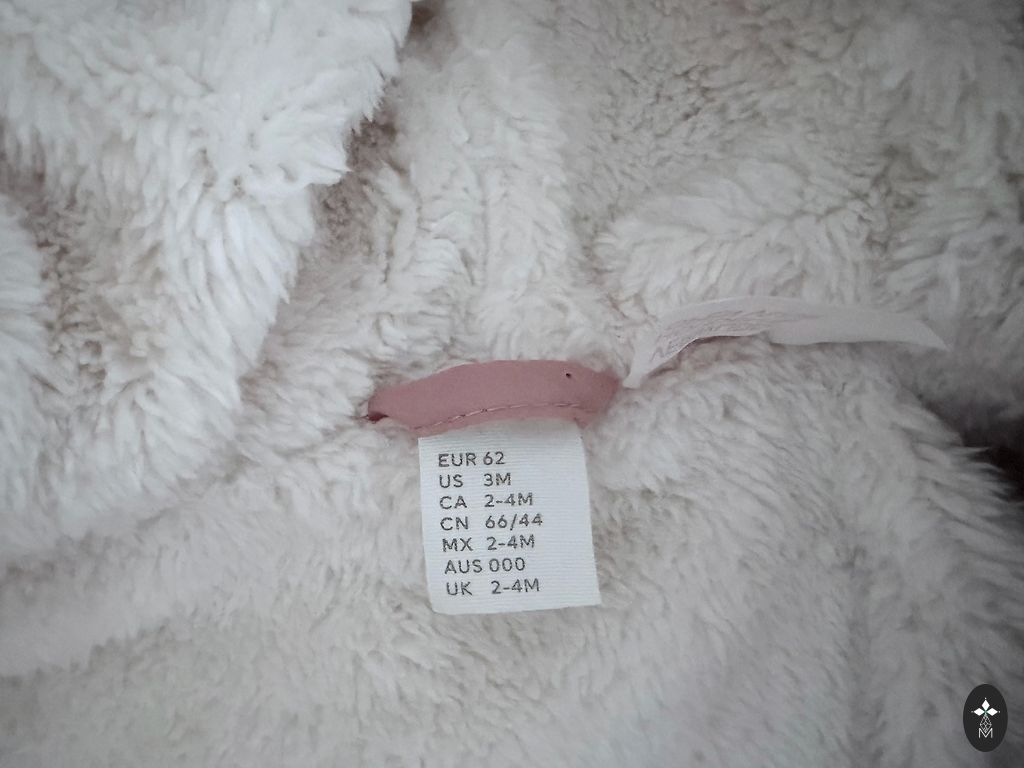 EUR 62
US 3M
CA 2-4M
CN 66/44
MX 2-4M
AUS 000
UK 2-4M
M